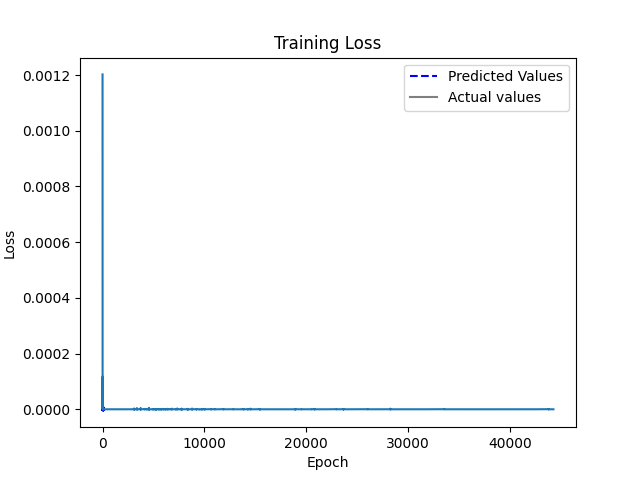 Training Loss
Predicted Values
Actual values
0.0012
0.0010
0.0008
0.0006
0.0004
0.0002
0.0000
Loss
0 10000 20000 30000 40000
Epoch